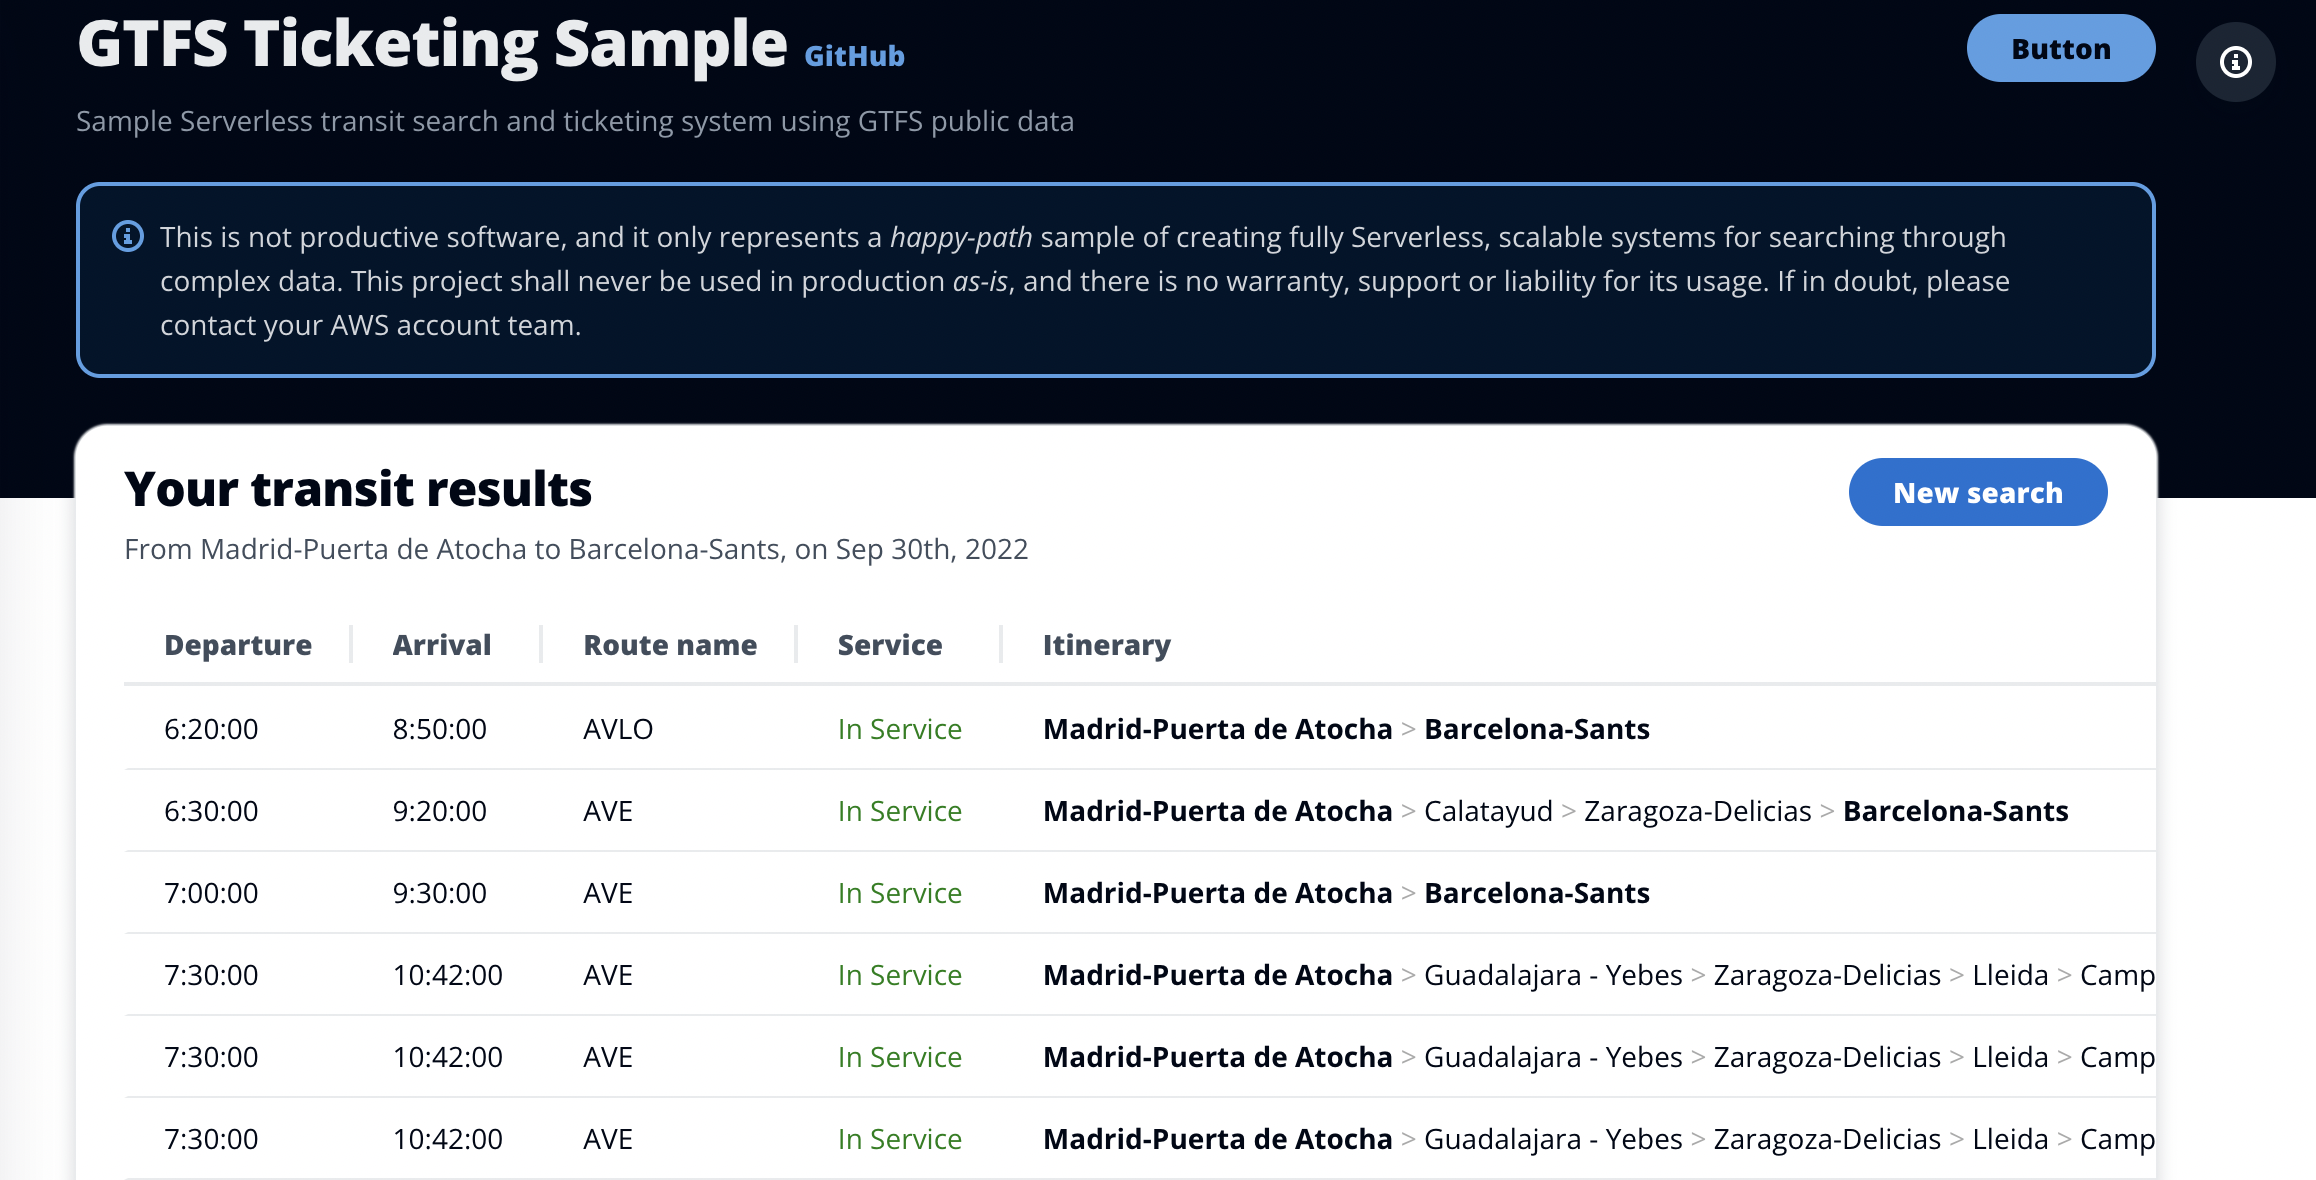 GTFS Ticketing Sample GitHub
Button
Sample Serverless transit search and ticketing system using GTFS public data
This is not productive software, and it only represents a happy-path sample of creating fully Serverless, scalable systems for searching through
complex data. This project shall never be used in production as-is, and there is no warranty, support or liability for its usage. If in doubt, please
contact your AWS account team.
Your transit results
New search
From Madrid-Puerta de Atocha to Barcelona-Sants, on Sep 30th, 2022
Departure Arrival Route name Service Itinerary
6:20:00 8:50:00 AVLO In Service Madrid-Puerta de Atocha > Barcelona-Sants
6:30:00 9:20:00 AVE In Service Madrid-Puerta de Atocha > Calatayud > Zaragoza-Delicias > Barcelona-Sants
7:00:00 9:30:00 AVE In Service Madrid-Puerta de Atocha > Barcelona-Sants
7:30:00 10:42:00 AVE In Service Madrid-Puerta de Atocha > Guadalajara - Yebes > Zaragoza-Delicias > Lleida > Camp
7:30:00 10:42:00 AVE In Service Madrid-Puerta de Atocha > Guadalajara - Yebes > Zaragoza-Delicias > Lleida > Camp
7:30:00 10:42:00 AVE In Service Madrid-Puerta de Atocha > Guadalajara - Yebes > Zaragoza-Delicias > Lleida > Camp